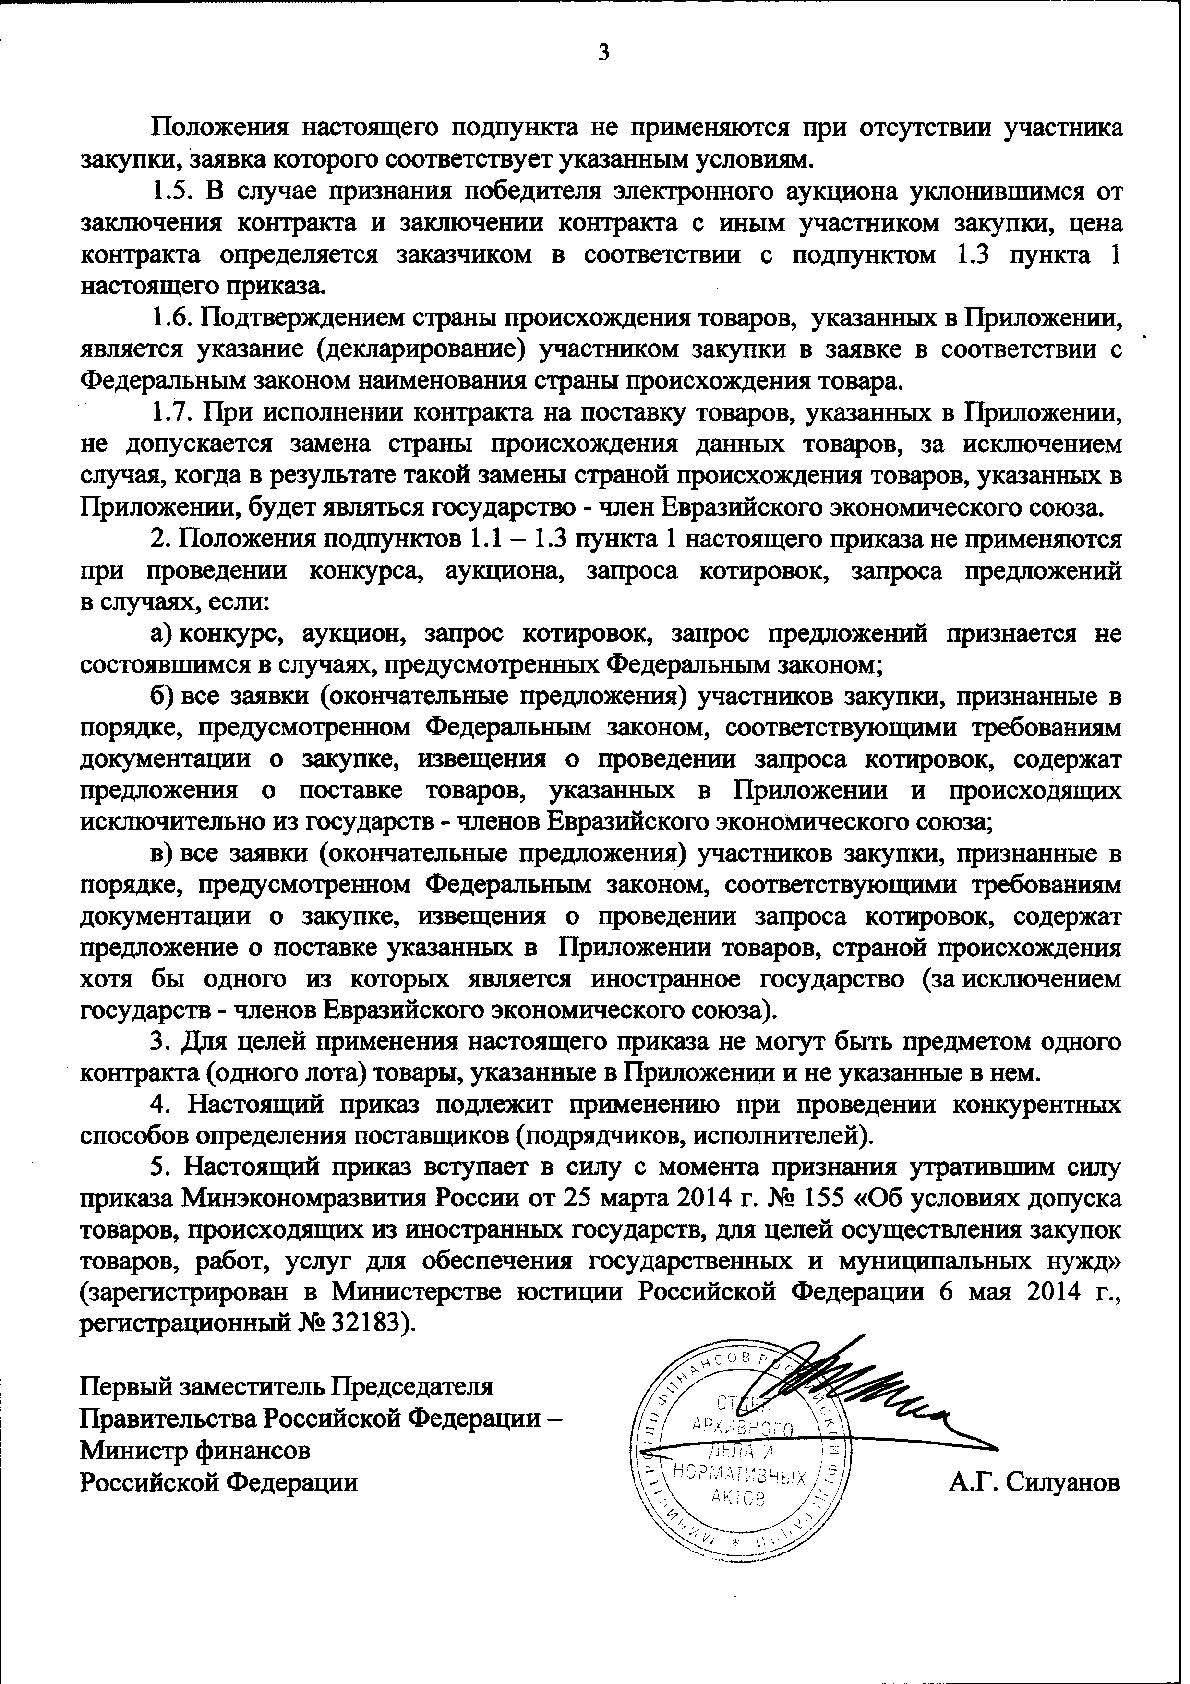 3
Положения настоящего подпункта не применяются при отсутствии участника
закупки, заявка которого соответствует указанным условиям.
1.5. В случае признания победителя электронного аукциона уклонившимся от
заключения контракта и заключении контракта с иным участником закупки, цена
контракта определяется заказчиком в соответствии с подпунктом 1.3 пункта 1
настоящего приказа.
1.6. Подтверждением страны происхождения товаров, указанных в Приложении,
является указание (декларирование) участником закупки в заявке в соответствии с
Федеральным законом наименования страны происхождения товара.
1.7. При исполнении контракта на поставку товаров, указанных в Приложении,
не допускается замена страны происхождения данных товаров, за исключением
случая, когда в результате такой замены страной происхождения товаров, указанных в
Приложении, будет являться государство - член Евразийского экономического союза.
2. Положения подпунктов 1.1 – 1.3 пункта 1 настоящего приказа не применяются
при проведении конкурса, аукциона, запроса котировок, запроса предложений
в случаях, если:
а) конкурс, аукцион, запрос котировок, запрос предложений признается не
состоявшимся в случаях, предусмотренных Федеральным законом;
б) все заявки (окончательные предложения) участников закупки, признанные в
порядке, предусмотренном Федеральным законом, соответствующими требованиям
документации о закупке, извещения о проведении запроса котировок, содержат
предложения о поставке товаров, указанных в Приложении и происходящих
исключительно из государств - членов Евразийского экономического союза;
в) все заявки (окончательные предложения) участников закупки, признанные в
порядке, предусмотренном Федеральным законом, соответствующими требованиям
документации о закупке, извещения о проведении запроса котировок, содержат
предложение о поставке указанных в Приложении товаров, страной происхождения
хотя бы одного из которых является иностранное государство (за исключением
государств - членов Евразийского экономического союза).
3. Для целей применения настоящего приказа не могут быть предметом одного
контракта (одного лота) товары, указанные в Приложении и не указанные в нем.
4. Настоящий приказ подлежит применению при проведении конкурентных
способов определения поставщиков (подрядчиков, исполнителей).
5. Настоящий приказ вступает в силу с момента признания утратившим силу
приказа Минэкономразвития России от 25 марта 2014 г. № 155 «Об условиях допуска
товаров, происходящих из иностранных государств, для целей осуществления закупок
товаров, работ, услуг для обеспечения государственных и муниципальных нужд»
(зарегистрирован в Министерстве юстиции Российской Федерации 6 мая 2014 г.,
регистрационный № 32183).
Первый заместитель Председателя
Правительства Российской Федерации –
Министр финансов
Российской Федерации
А.Г. Силуанов
АРХИВНОГО
ДЕЛА И
НОРМАТИВНЫХ
АКТОВ